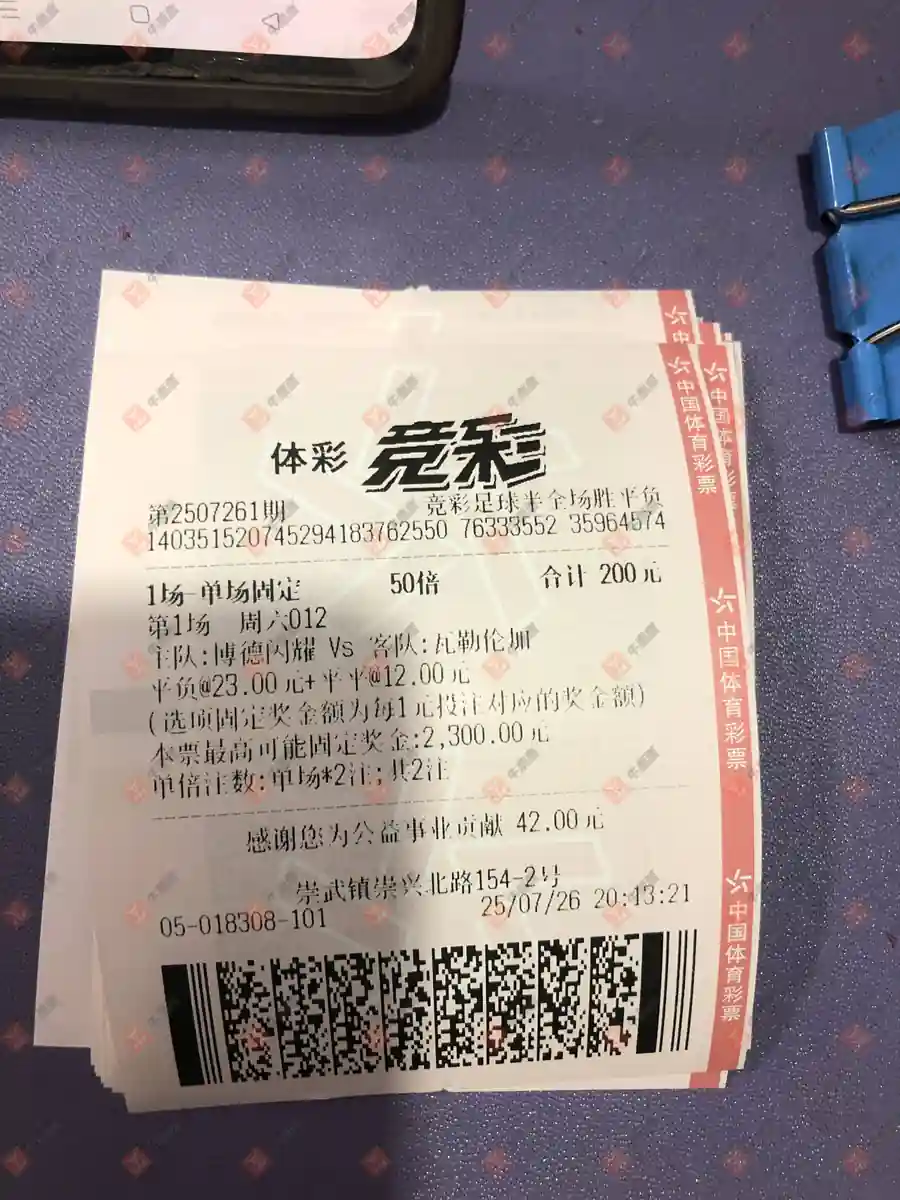 体彩 竞彩
第2507261期 竞彩足球半全场胜平负
140351520745294183762550 76333552 35964574
1场-单场固定 50倍 合计 200元
第1场 周六012
主队:博德闪耀 Vs 客队:瓦勒伦加
平负@23.00元+平平@12.00元
(选项固定奖金额为每1元投注对应的奖金额)
本票最高可能固定奖金:2,300.00元
单倍注数:单场*2注;共2注
感谢您为公益事业贡献 42.00元
崇武镇崇兴北路154-2号
05-018308-101 25/07/26 20:13:21
中国体育彩票
中国体育彩票
中国体育彩票
中国体育彩票